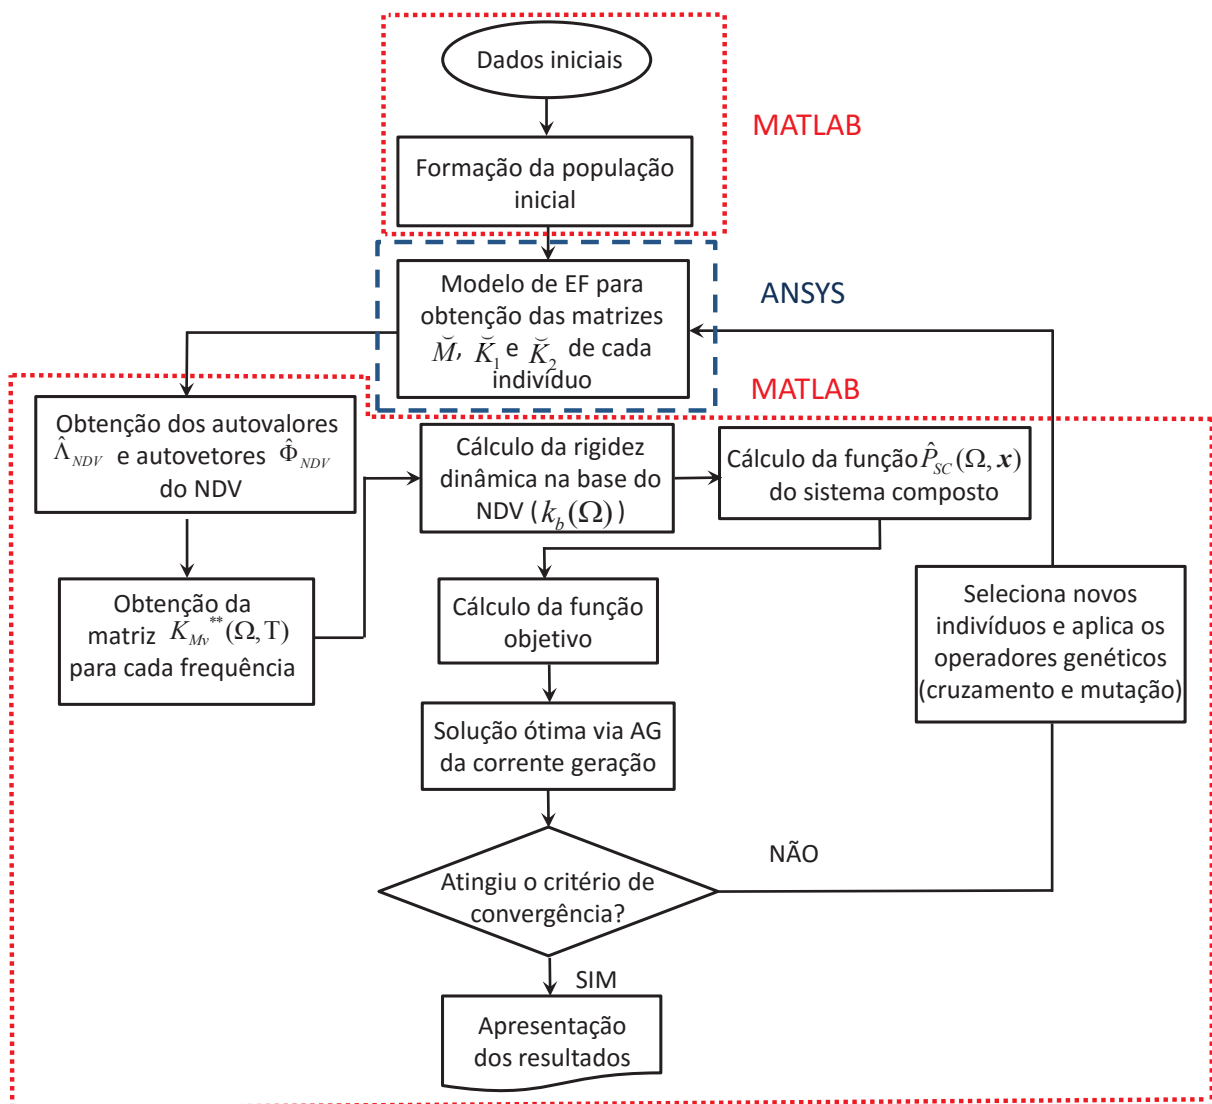 Dados iniciais
MATLAB
Formação da população
inicial
Modelo de EF para
obtenção das matrizes
M̆, K̆₁ e K̆₂ de cada
indivíduo
ANSYS
MATLAB
Obtenção dos autovalores
Λ̂_NDV e autovetores Φ̂_NDV
do NDV
Cálculo da rigidez
dinâmica na base do
NDV (k_b(Ω))
Cálculo da função P̂_SC(Ω, x)
do sistema composto
Obtenção da
matriz K_Mv**(Ω,T)
para cada frequência
Cálculo da função
objetivo
Seleciona novos
indivíduos e aplica os
operadores genéticos
(cruzamento e mutação)
Solução ótima via AG
da corrente geração
Atingiu o critério de
convergência?
NÃO
SIM
Apresentação
dos resultados